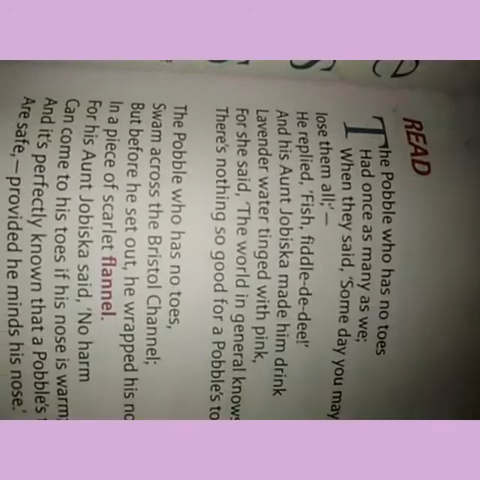 READ
The Pobble who has no toes
Had once as many as we;
When they said, 'Some day you may
lose them all;'—
He replied, 'Fish, fiddle-de-dee!'
And his Aunt Jobiska made him drink
Lavender water tinged with pink,
For she said, 'The world in general knows
There's nothing so good for a Pobble's
The Pobble who has no toes,
Swam across the Bristol Channel;
But before he set out, he wrapped his
In a piece of scarlet flannel.
For his Aunt Jobiska said, 'No harm
Can come to his toes if his nose is warm;
And it's perfectly known that a Pobble's
Are safe,—provided he minds his nose.'